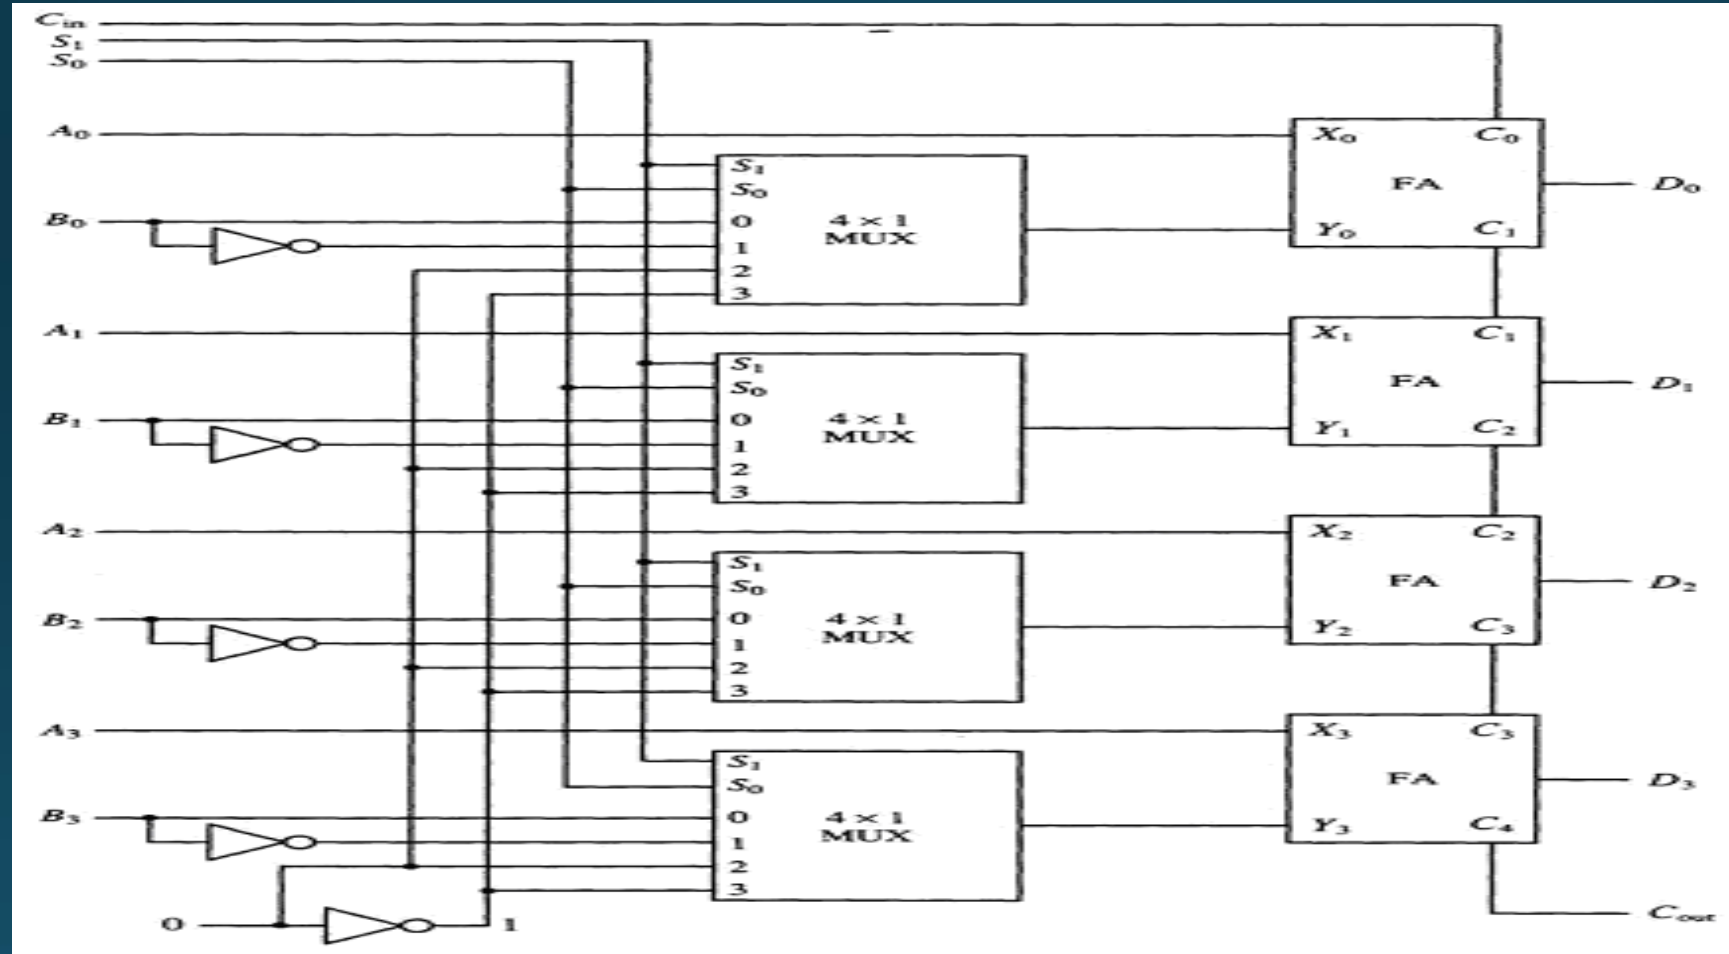 Cin
S1
S0
A0
X0 C0
S1
S0
FA
D0
B0
0
4 × 1
MUX
Y0 C1
1
2
3
A1
X1 C1
S1
S0
FA
D1
B1
0
4 × 1
MUX
Y1 C2
1
2
3
A2
X2 C2
S1
S0
FA
D2
B2
0
4 × 1
MUX
Y2 C3
1
2
3
A3
X3 C3
S1
S0
FA
D3
B3
0
4 × 1
MUX
Y3 C4
1
2
3
0
1
Cout